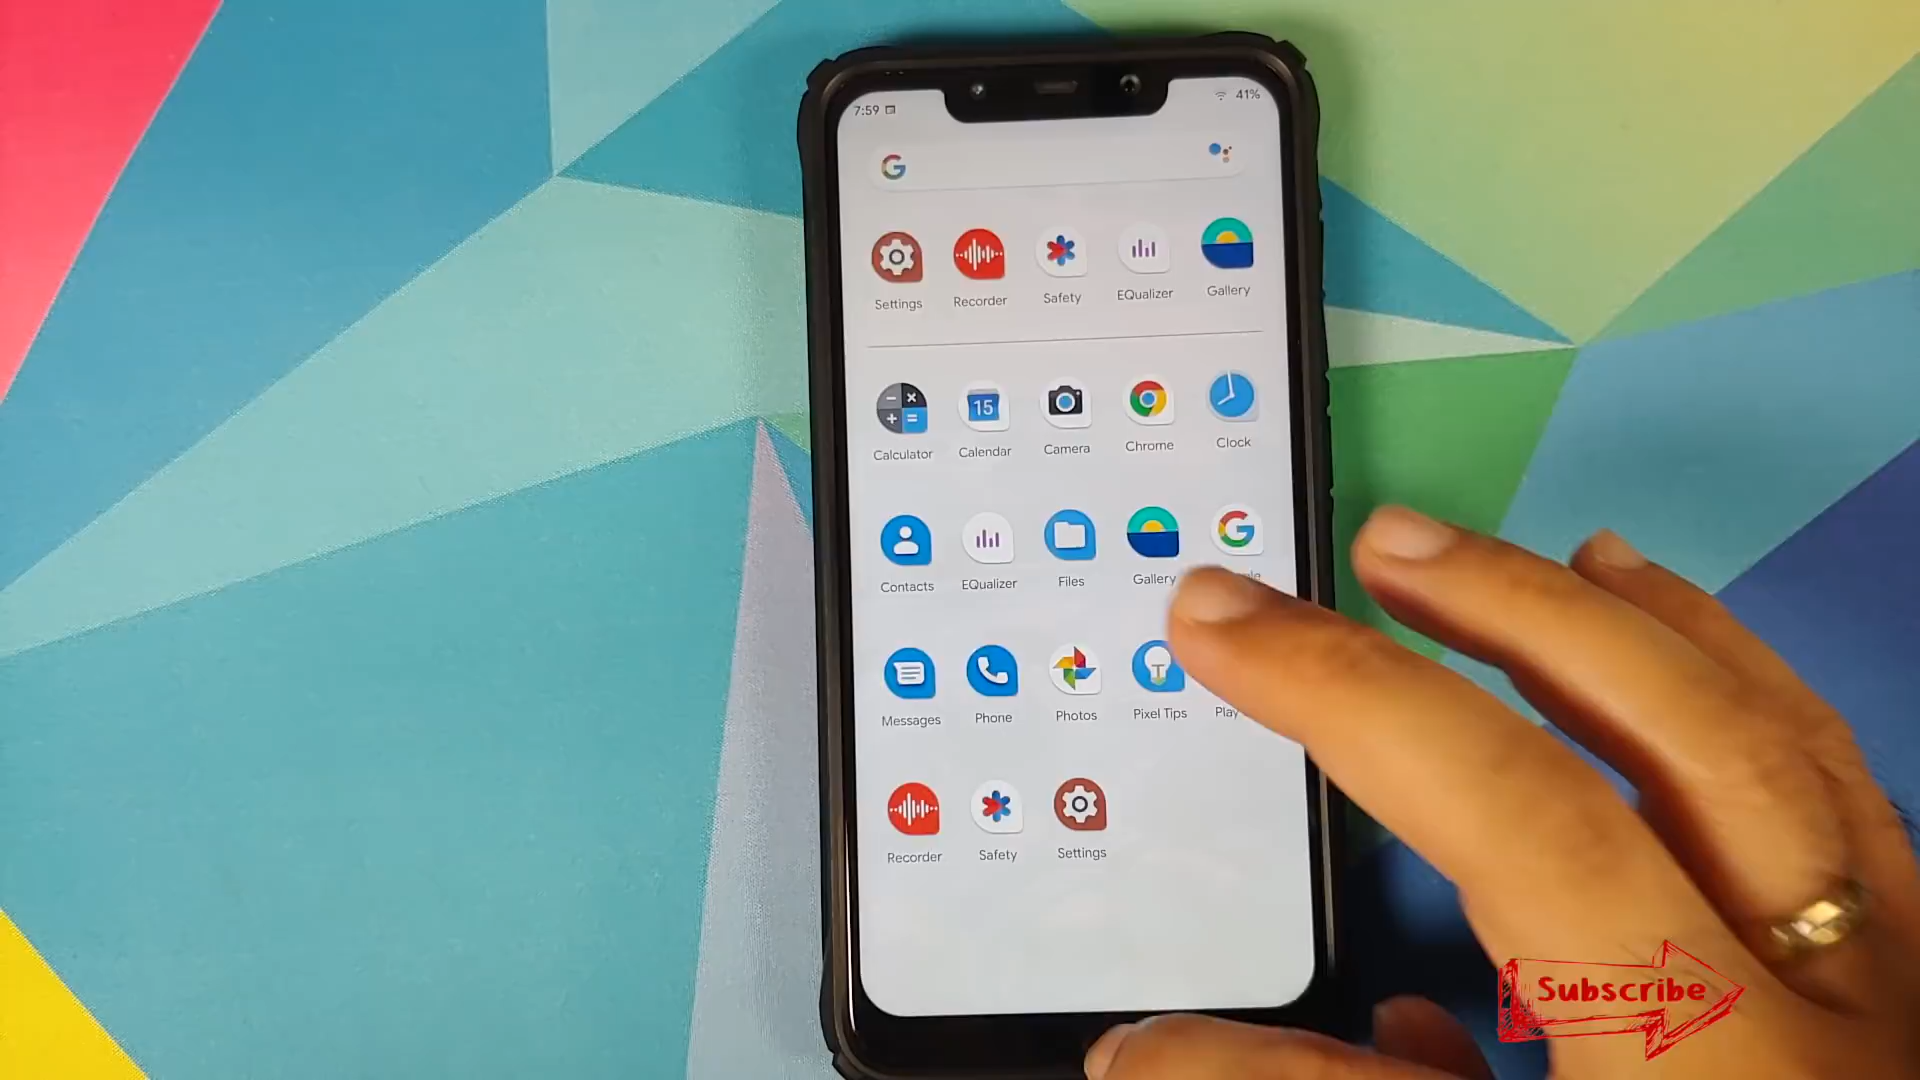 7:59
41%
G
Settings Recorder Safety EQualizer Gallery
15
Calculator Calendar Camera Chrome Clock
G
Contacts EQualizer Files Gallery
Messages Phone Photos Pixel Tips Play
Recorder Safety Settings
Subscribe